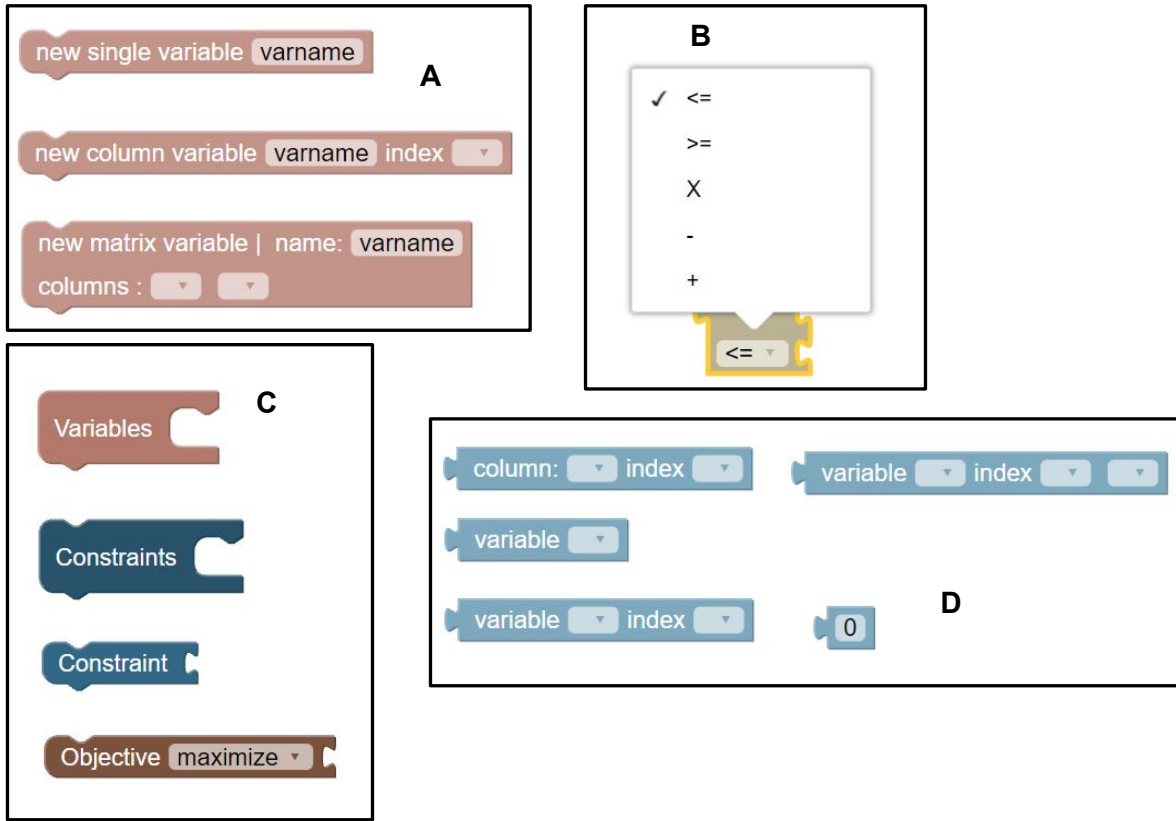 new single variable varname
A
new column variable varname index
new matrix variable | name: varname
columns :
B
✓ <=
>=
X
-
+
<=
C
Variables
Constraints
Constraint
Objective maximize
column: index
variable index
variable
variable index
0
D